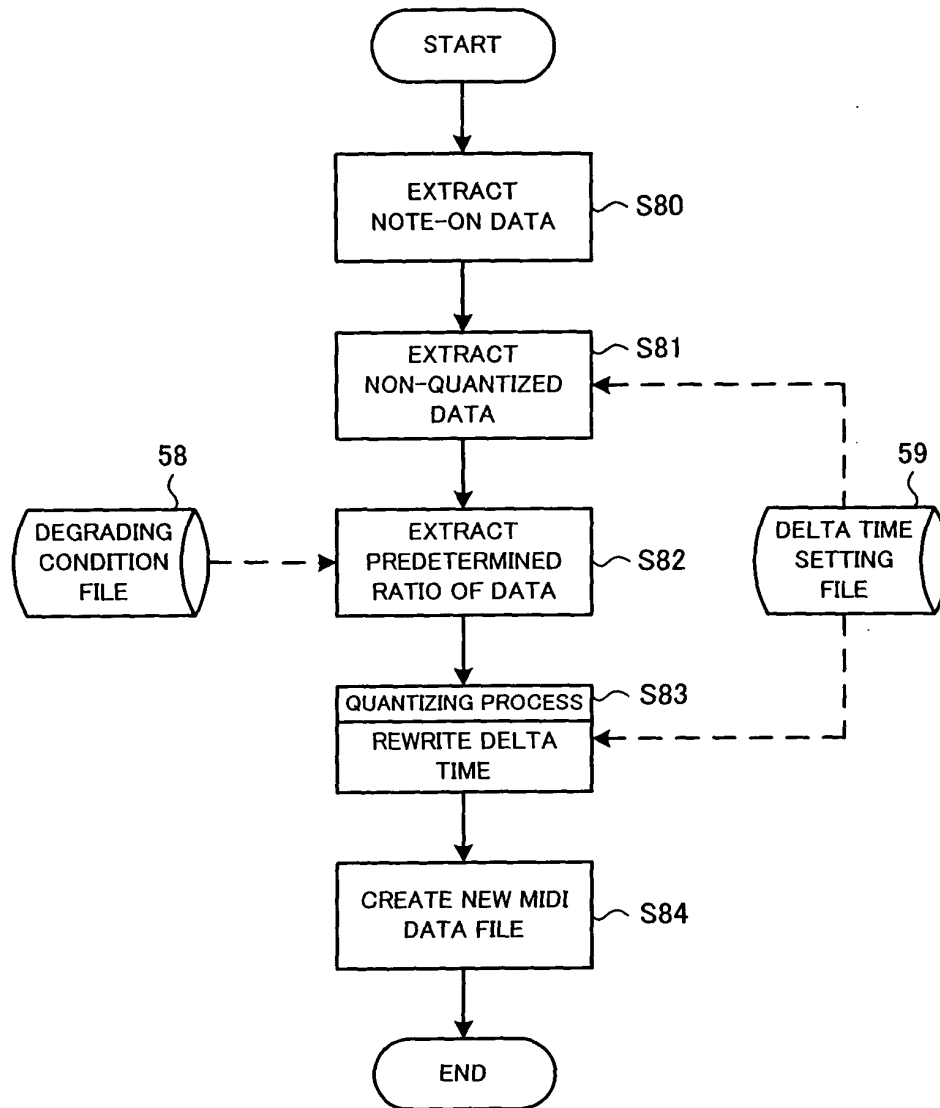 START
EXTRACT
NOTE-ON DATA
S80
EXTRACT
NON-QUANTIZED
DATA
S81
58
DEGRADING
CONDITION
FILE
EXTRACT
PREDETERMINED
RATIO OF DATA
S82
59
DELTA TIME
SETTING
FILE
QUANTIZING PROCESS
S83
REWRITE DELTA
TIME
CREATE NEW MIDI
DATA FILE
S84
END